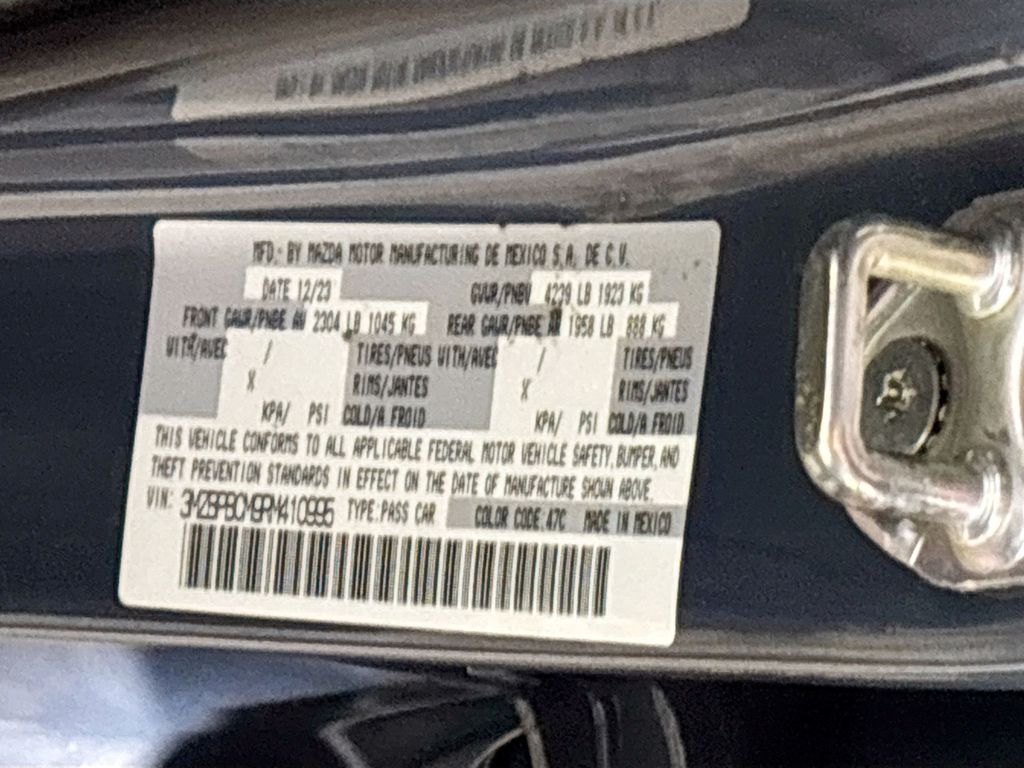 MFD. BY MAZDA MOTOR MANUFACTURING DE MEXICO S.A. DE C.V.
DATE 12/23 GVWR/PNBV 4239 LB 1923 KG
FRONT GAWR/PNBE AV 2304 LB 1045 KG REAR GAWR/PNBE AR 1958 LB 888 KG
WITH/AVEC / TIRES/PNEUS WITH/AVEC / TIRES/PNEUS
X RIMS/JANTES X RIMS/JANTES
KPA/ PSI COLD/A FROID KPA/ PSI COLD/A FROID
THIS VEHICLE CONFORMS TO ALL APPLICABLE FEDERAL MOTOR VEHICLE SAFETY, BUMPER, AND
THEFT PREVENTION STANDARDS IN EFFECT ON THE DATE OF MANUFACTURE SHOWN ABOVE.
VIN: 3MZBPBCM9RM410995 TYPE:PASS CAR COLOR CODE:47C MADE IN MEXICO